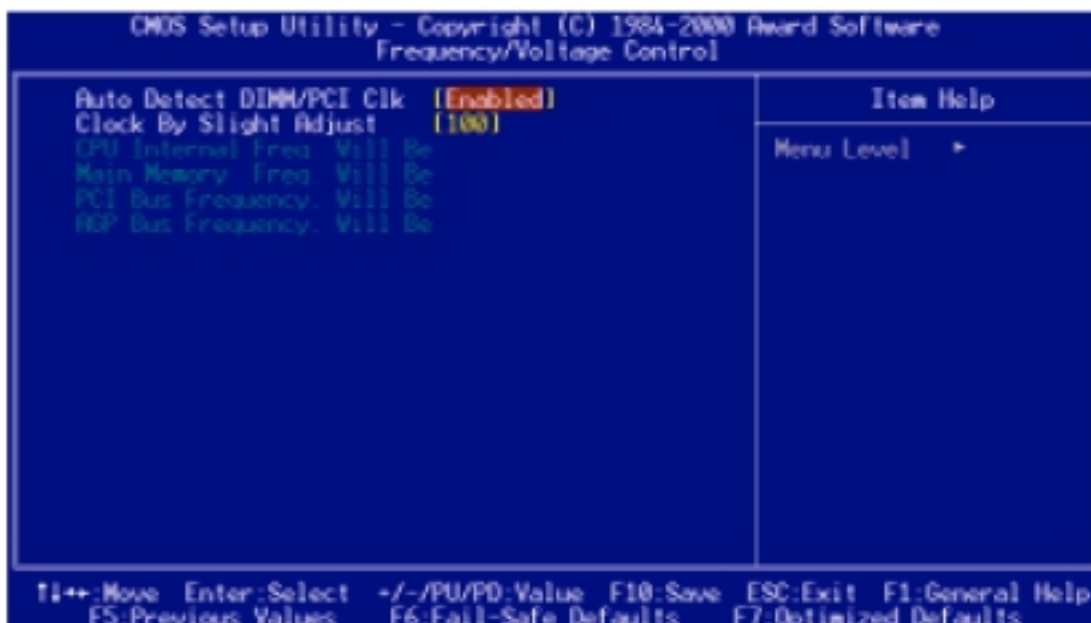 CMOS Setup Utility - Copyright (C) 1984-2000 Award Software
Frequency/Voltage Control
Auto Detect DIMM/PCI Clk [Enabled]
Clock By Slight Adjust [100]
CPU Internal Freq. Will Be
Main Memory Freq. Will Be
PCI Bus Frequency. Will Be
AGP Bus Frequency. Will Be
Item Help
Menu Level ►
↑↓→←:Move Enter:Select +/-/PU/PD:Value F10:Save ESC:Exit F1:General Help
F5:Previous Values F6:Fail-Safe Defaults F7:Optimized Defaults